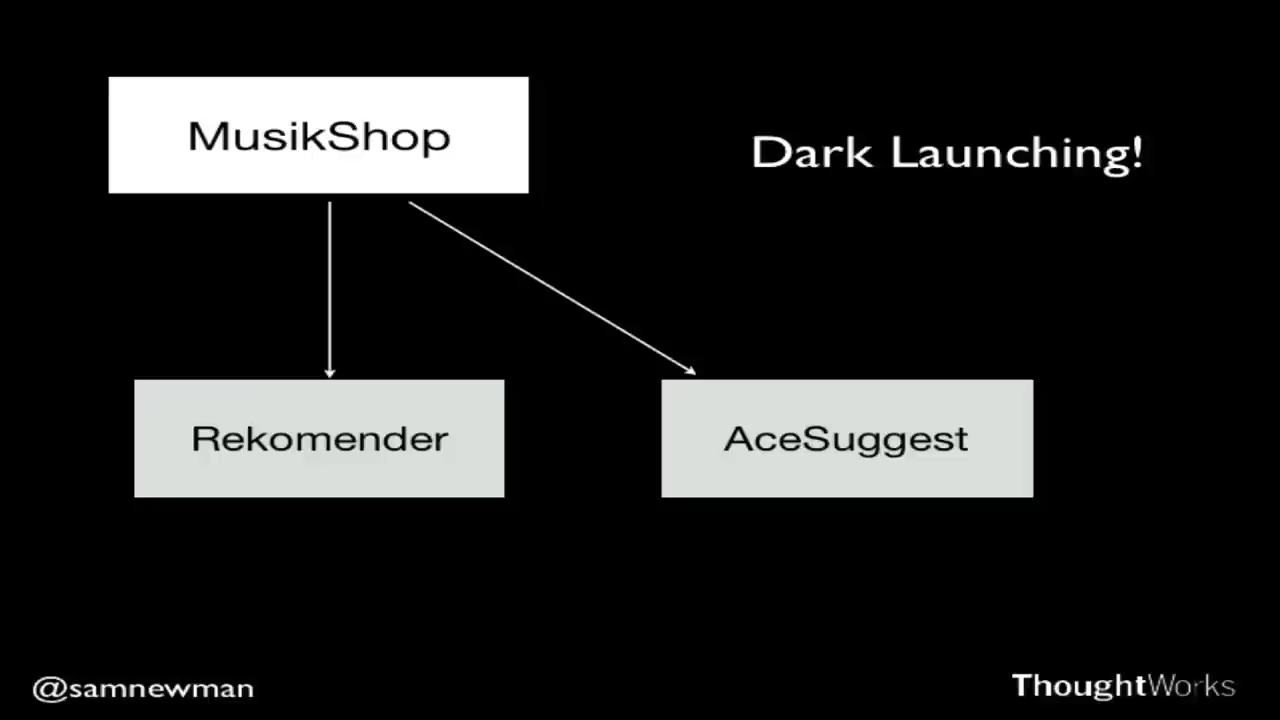 MusikShop
Dark Launching!
Rekomender
AceSuggest
@samnewman
ThoughtWorks